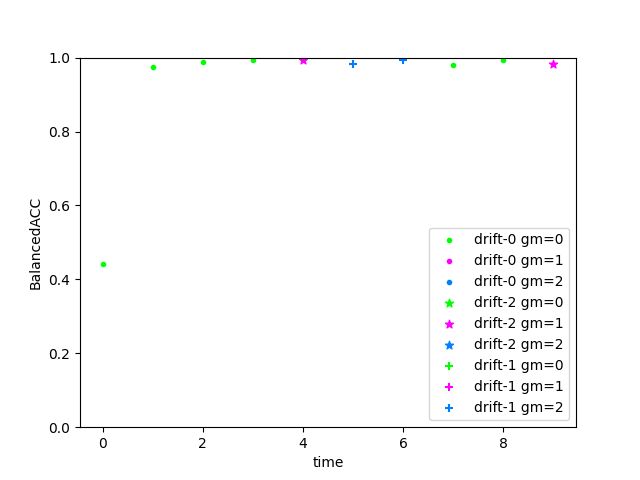 1.0
0.8
0.6
0.4
0.2
0.0
BalancedACC
drift-0 gm=0
drift-0 gm=1
drift-0 gm=2
drift-2 gm=0
drift-2 gm=1
drift-2 gm=2
drift-1 gm=0
drift-1 gm=1
drift-1 gm=2
0 2 4 6 8
time